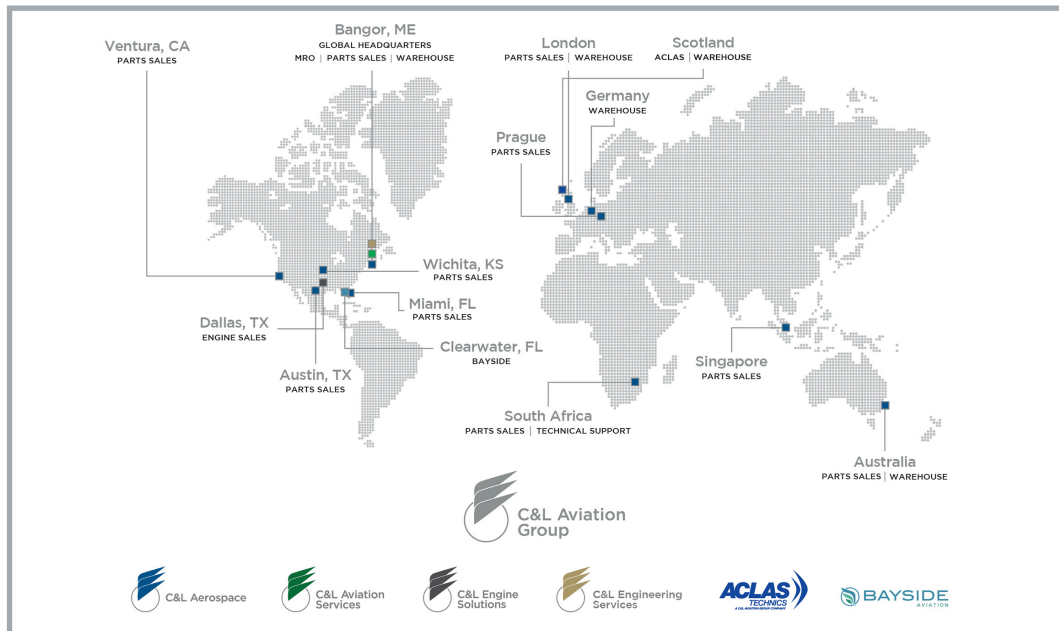 Bangor, ME
GLOBAL HEADQUARTERS
MRO | PARTS SALES | WAREHOUSE
Ventura, CA
PARTS SALES
London
PARTS SALES | WAREHOUSE
Scotland
ACLAS | WAREHOUSE
Germany
WAREHOUSE
Prague
PARTS SALES
Wichita, KS
PARTS SALES
Miami, FL
PARTS SALES
Dallas, TX
ENGINE SALES
Clearwater, FL
BAYSIDE
Austin, TX
PARTS SALES
Singapore
PARTS SALES
South Africa
PARTS SALES | TECHNICAL SUPPORT
Australia
PARTS SALES | WAREHOUSE
C&L Aviation
Group
C&L Aerospace
C&L Aviation
Services
C&L Engine
Solutions
C&L Engineering
Services
ACLAS
TECHNICS
A C&L AVIATION GROUP COMPANY
BAYSIDE
AVIATION